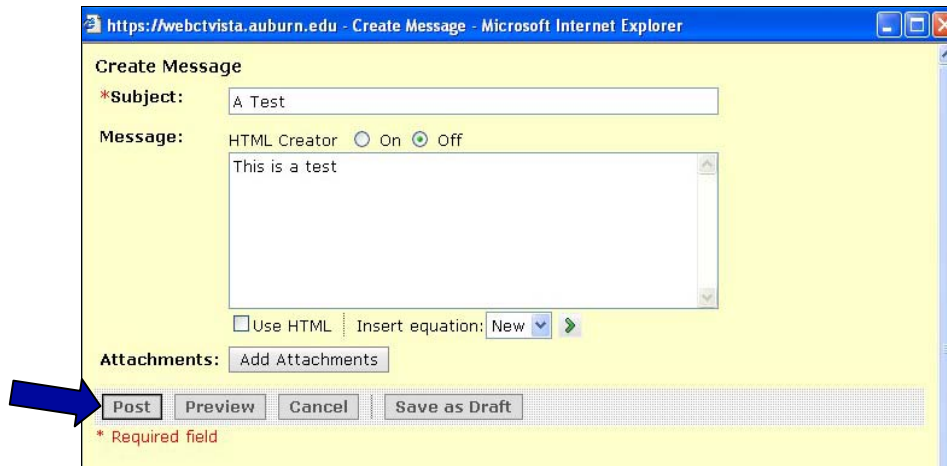 https://webctvista.auburn.edu - Create Message - Microsoft Internet Explorer
Create Message
*Subject: A Test
Message: HTML Creator On Off
This is a test
Use HTML Insert equation: New
Attachments: Add Attachments
Post Preview Cancel Save as Draft
* Required field